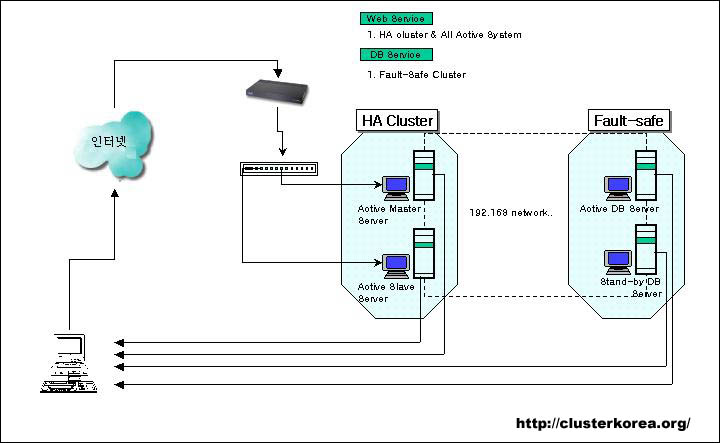 Web Service
1. HA cluster & All Active System
DB Service
1. Fault-Safe Cluster
인터넷
HA Cluster
Fault-safe
Active Master
Server
192.168 network..
Active DB Server
Active Slave
Server
Stand-by DB
Server
http://clusterkorea.org/